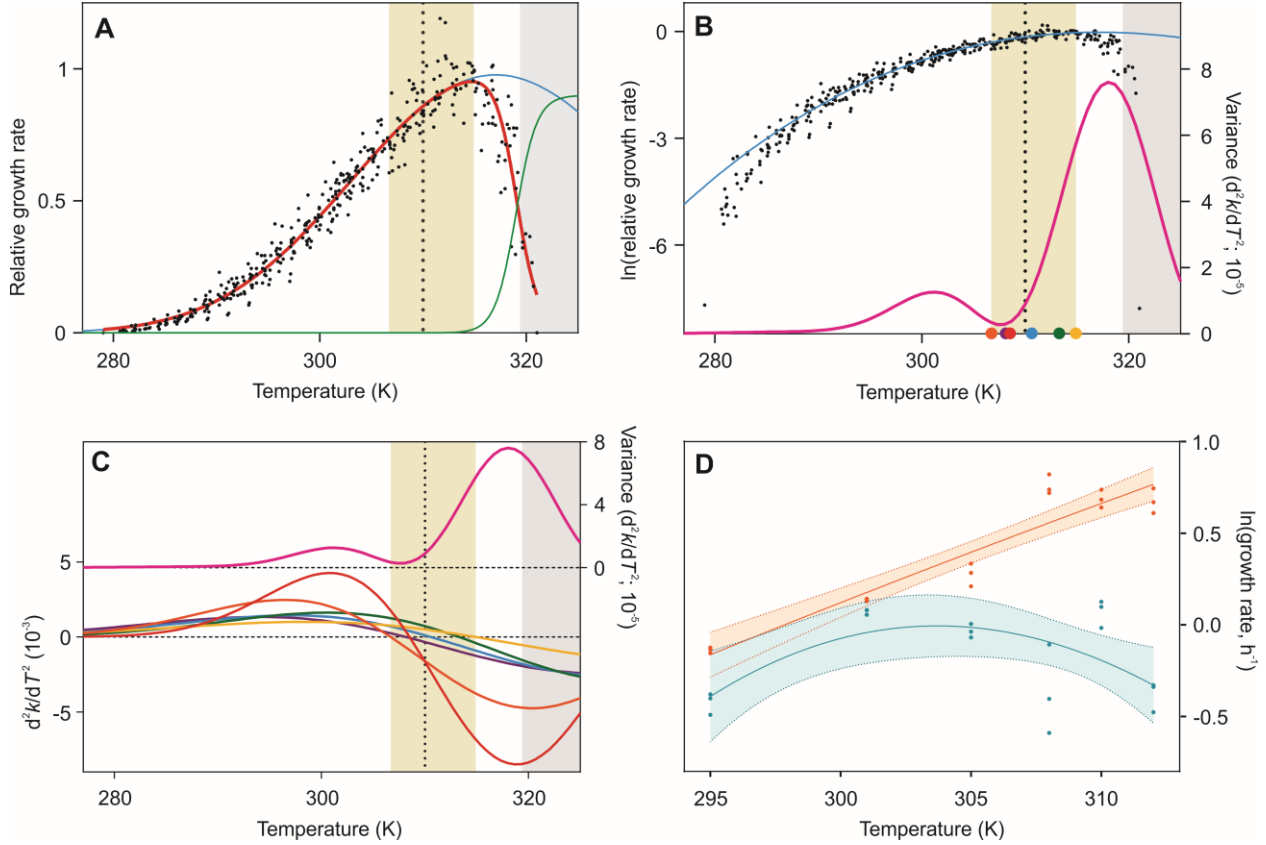 A
Relative growth rate
1
0.5
0
280
300
320
Temperature (K)
B
ln(relative growth rate)
0
-3
-6
8
6
4
2
0
Variance (d²k/dT²; 10⁻⁵)
280
300
320
Temperature (K)
C
d²k/dT² (10⁻³)
5
0
-5
8
4
0
Variance (d²k/dT²; 10⁻⁵)
280
300
320
Temperature (K)
D
1.0
0.5
0.0
-0.5
ln(growth rate, h⁻¹)
295
300
305
310
Temperature (K)